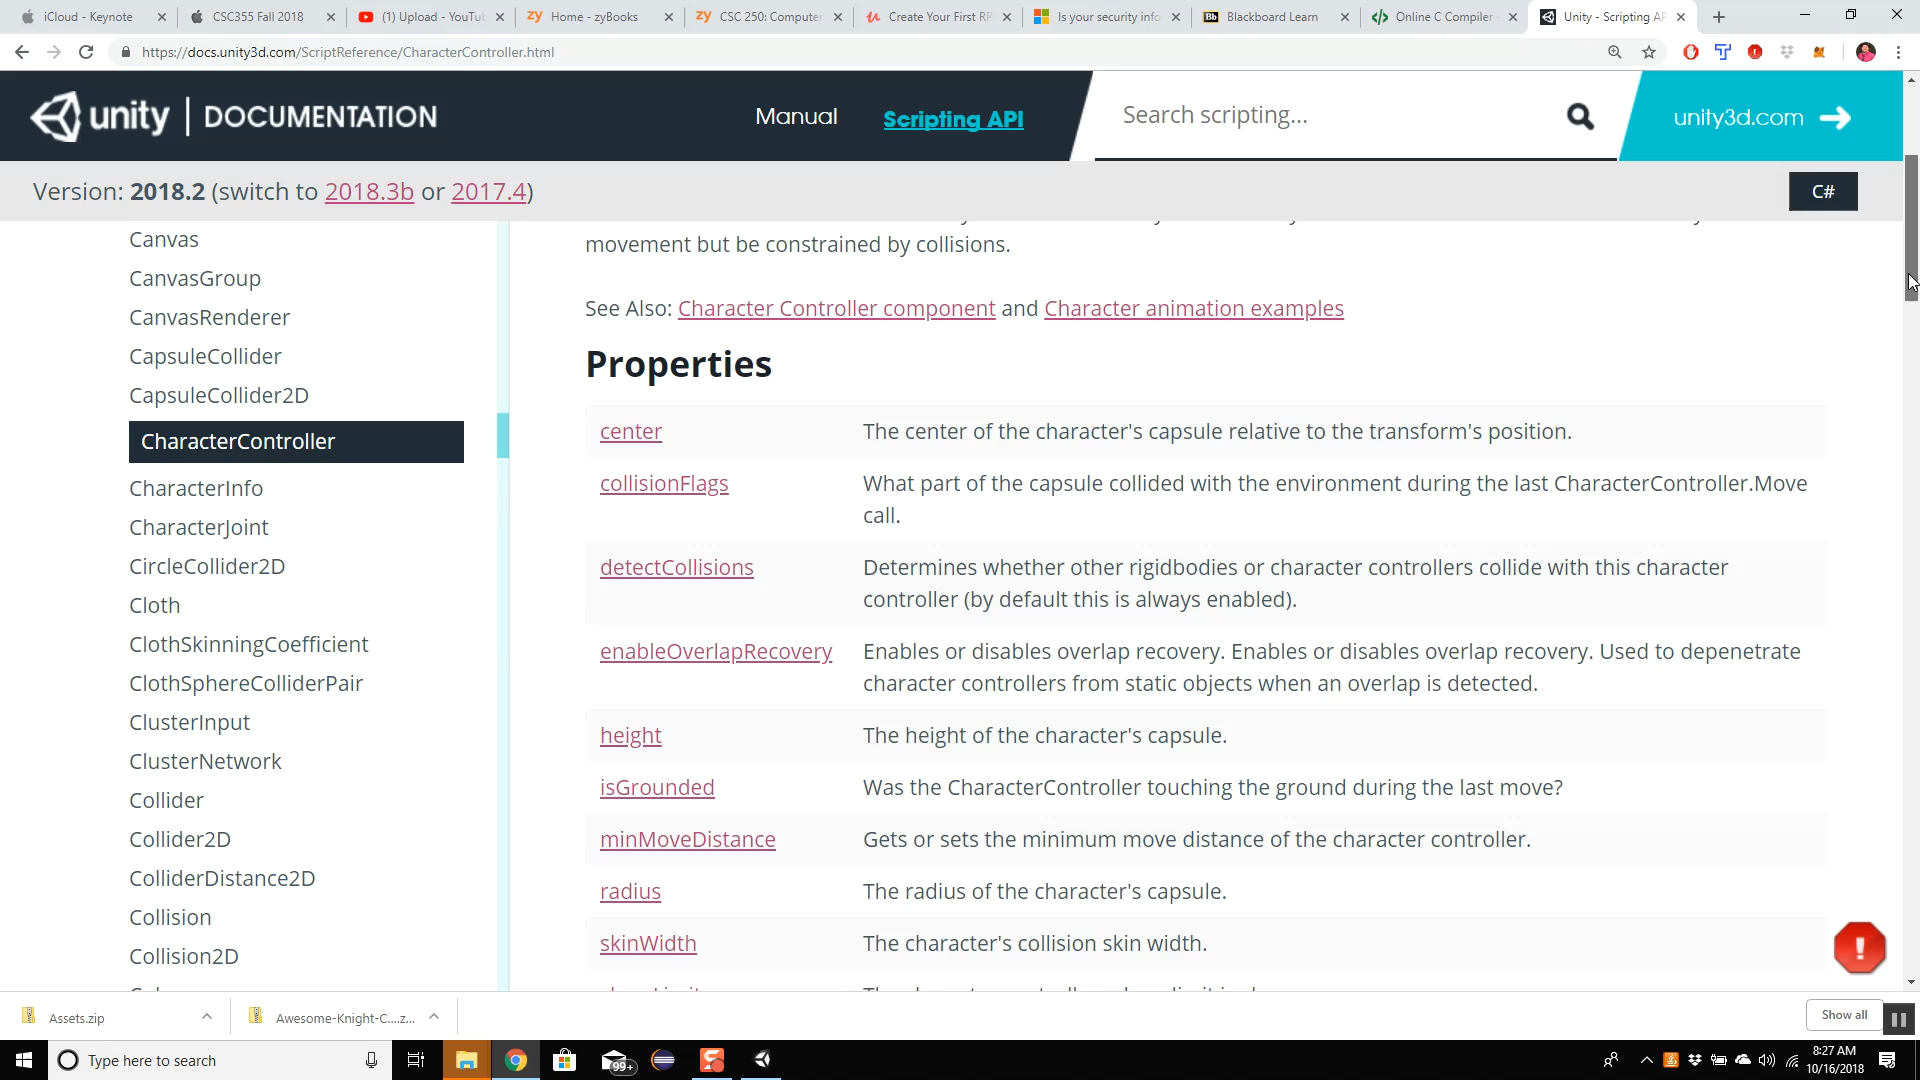 iCloud - Keynote
CSC355 Fall 2018
(1) Upload - YouTu
zy Home - zyBooks
zy CSC 250: Computer
Create Your First RP
Is your security info
Bb Blackboard Learn
Online C Compiler
Unity - Scripting AP
https://docs.unity3d.com/ScriptReference/CharacterController.html
unity | DOCUMENTATION
Manual
Scripting API
Search scripting...
unity3d.com
Version: 2018.2 (switch to 2018.3b or 2017.4)
C#
Canvas
CanvasGroup
CanvasRenderer
CapsuleCollider
CapsuleCollider2D
CharacterController
CharacterInfo
CharacterJoint
CircleCollider2D
Cloth
ClothSkinningCoefficient
ClothSphereColliderPair
ClusterInput
ClusterNetwork
Collider
Collider2D
ColliderDistance2D
Collision
Collision2D
movement but be constrained by collisions.
See Also: Character Controller component and Character animation examples
Properties
center The center of the character's capsule relative to the transform's position.
collisionFlags What part of the capsule collided with the environment during the last CharacterController.Move
call.
detectCollisions Determines whether other rigidbodies or character controllers collide with this character
controller (by default this is always enabled).
enableOverlapRecovery Enables or disables overlap recovery. Enables or disables overlap recovery. Used to depenetrate
character controllers from static objects when an overlap is detected.
height The height of the character's capsule.
isGrounded Was the CharacterController touching the ground during the last move?
minMoveDistance Gets or sets the minimum move distance of the character controller.
radius The radius of the character's capsule.
skinWidth The character's collision skin width.
Assets.zip
Awesome-Knight-C....z...
Show all
Type here to search
99+
8:27 AM
10/16/2018